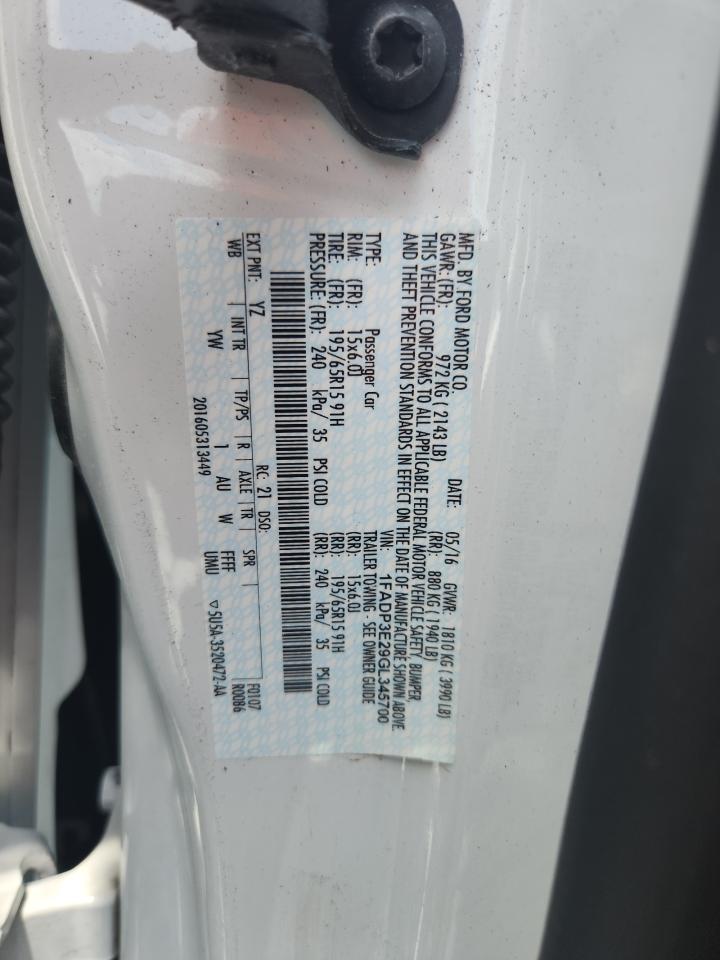 MFD. BY FORD MOTOR CO. DATE: 05/16 GVWR: 1810 KG ( 3990 LB)
GAWR: (FR): 972 KG ( 2143 LB) (RR): 880 KG ( 1940 LB)
THIS VEHICLE CONFORMS TO ALL APPLICABLE FEDERAL MOTOR VEHICLE SAFETY, BUMPER,
AND THEFT PREVENTION STANDARDS IN EFFECT ON THE DATE OF MANUFACTURE SHOWN ABOVE.
VIN: 1FADP3E29GL345700
TYPE: Passenger Car TRAILER TOWING - SEE OWNER GUIDE
RIM: (FR): 15x6.0J (RR): 15x6.0J
TIRE: (FR): 195/65R15 91H (RR): 195/65R15 91H
PRESSURE: (FR): 240 kPa/ 35 PSI COLD (RR): 240 kPa/ 35 PSI COLD
EXT PNT: YZ RC: 21 DSO: F0107
WB INT TR TP/PS R AXLE TR SPR R0086
YW 1 AU W FFFF
201605313449 UMU ▽ 5U5A-3520472-AA